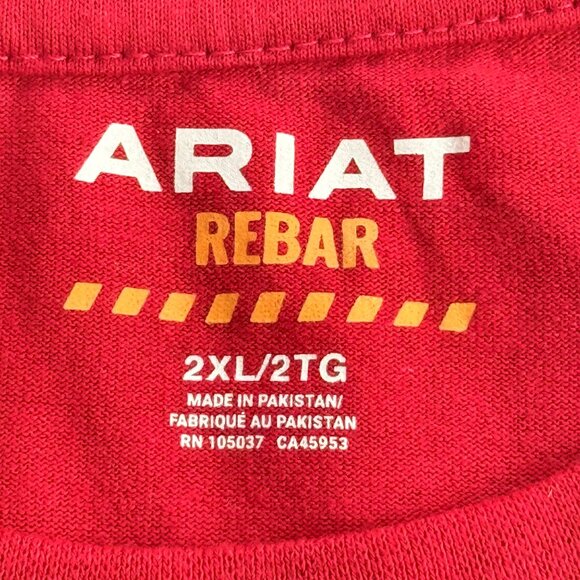 ARIAT
REBAR
2XL/2TG
MADE IN PAKISTAN/
FABRIQUÉ AU PAKISTAN
RN 105037 CA45953